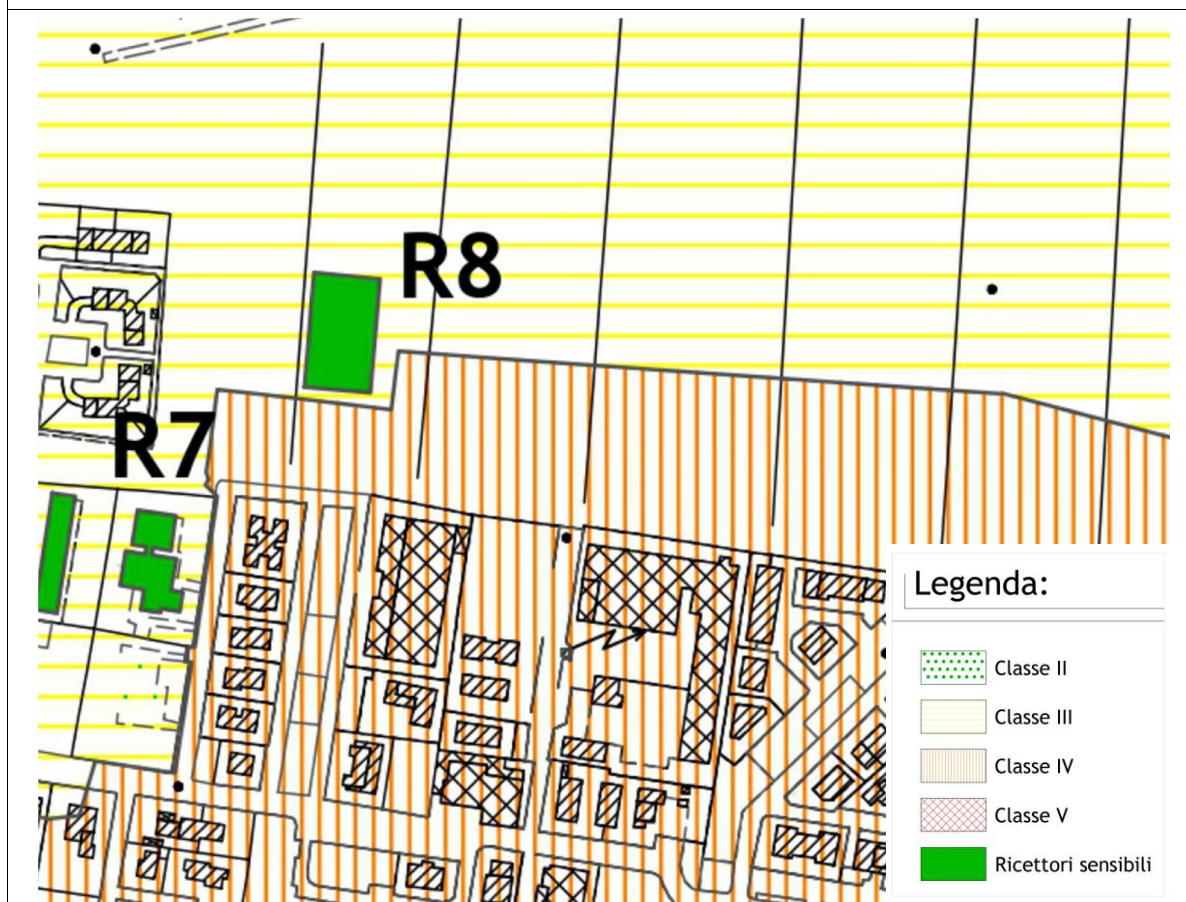 R8
R7
Legenda:
Classe II
Classe III
Classe IV
Classe V
Ricettori sensibili